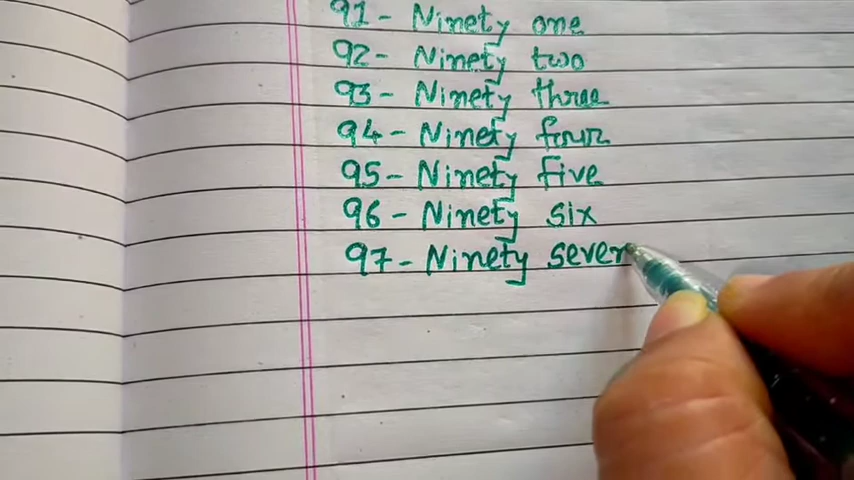 91 - Ninety one
92 - Ninety two
93 - Ninety three
94 - Ninety four
95 - Ninety five
96 - Ninety six
97 - Ninety seven